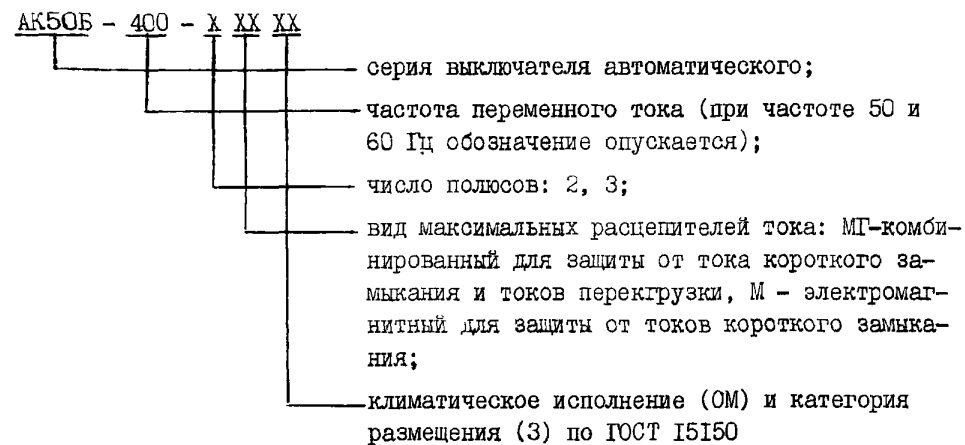 АК50Б - 400 - Х ХХ ХХ
серия выключателя автоматического;
частота переменного тока (при частоте 50 и
60 Гц обозначение опускается);
число полюсов: 2, 3;
вид максимальных расцепителей тока: МГ-комби-
нированный для защиты от тока короткого за-
мыкания и токов перекгрузки, М - электромаг-
нитный для защиты от токов короткого замыка-
ния;
климатическое исполнение (ОМ) и категория
размещения (3) по ГОСТ I5I50